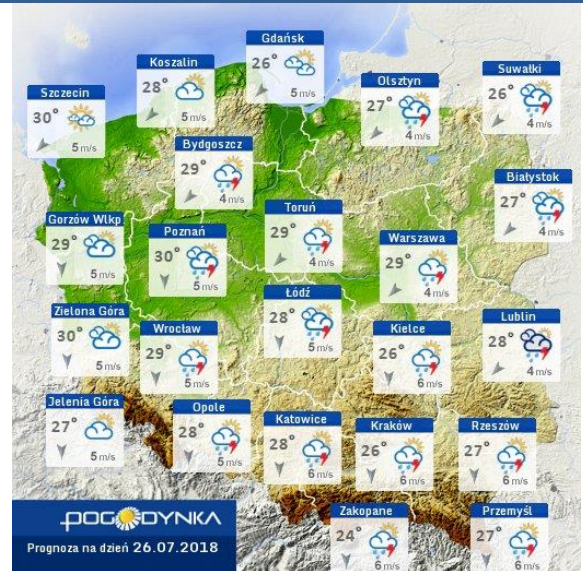 Gdańsk
26°
5 m/s
Koszalin
28°
5 m/s
Suwałki
26°
4 m/s
Olsztyn
27°
4 m/s
Szczecin
30°
5 m/s
Bydgoszcz
29°
4 m/s
Białystok
27°
4 m/s
Toruń
29°
4 m/s
Gorzów Wlkp
29°
5 m/s
Poznań
30°
5 m/s
Warszawa
29°
4 m/s
Łódź
28°
5 m/s
Zielona Góra
30°
5 m/s
Wrocław
29°
5 m/s
Kielce
26°
6 m/s
Lublin
28°
4 m/s
Jelenia Góra
27°
5 m/s
Opole
28°
5 m/s
Katowice
28°
6 m/s
Kraków
26°
6 m/s
Rzeszów
27°
6 m/s
Zakopane
24°
6 m/s
Przemyśl
27°
6 m/s
POGODYNKA
Prognoza na dzień 26.07.2018